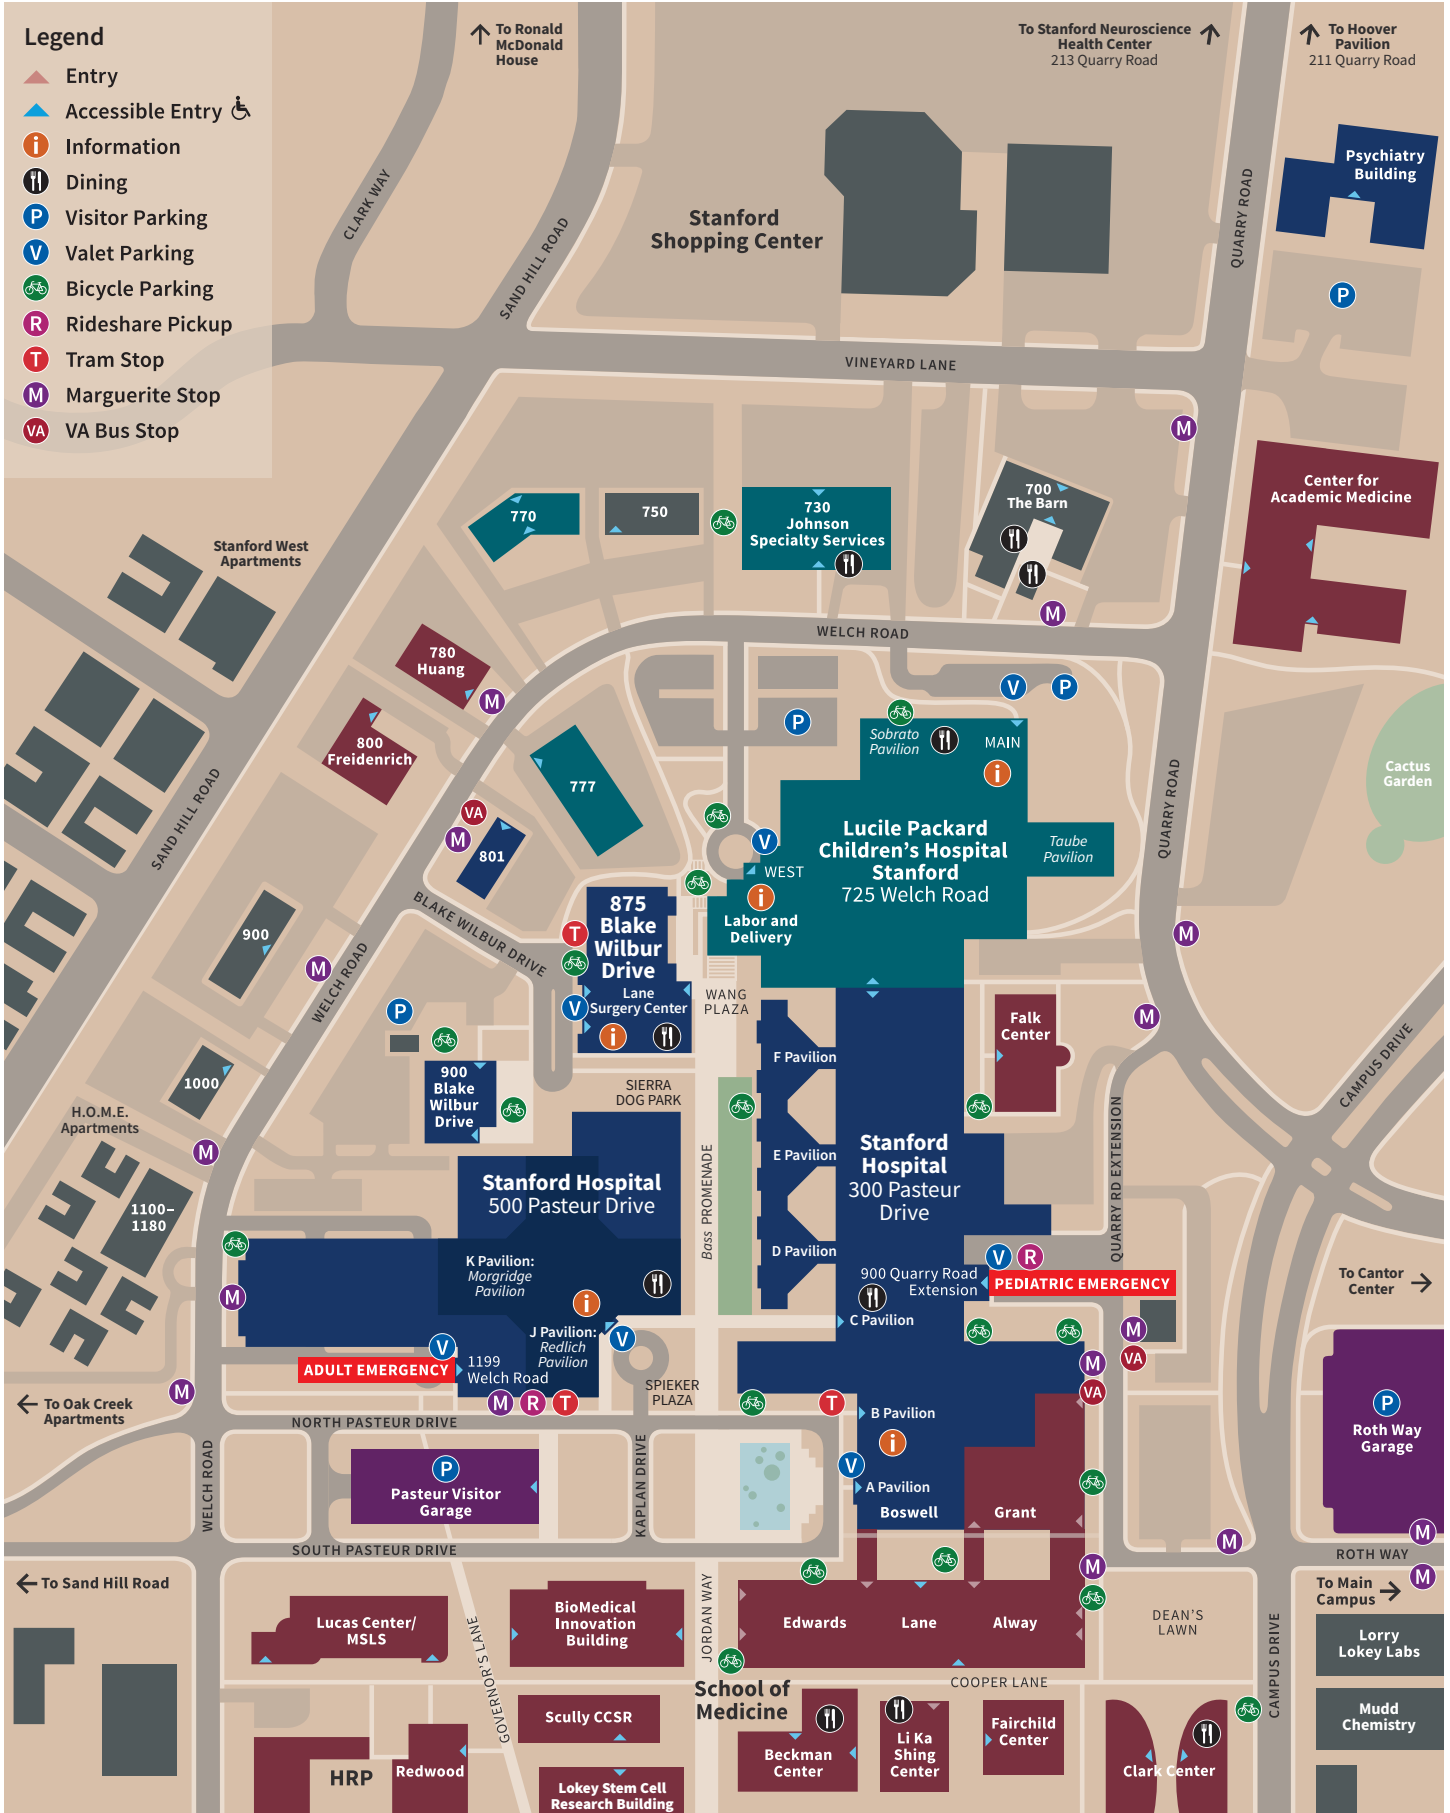 Legend
Entry
Accessible Entry
i Information
Dining
P Visitor Parking
V Valet Parking
Bicycle Parking
R Rideshare Pickup
T Tram Stop
M Marguerite Stop
VA VA Bus Stop
To Ronald
McDonald
House
To Stanford Neuroscience
Health Center
213 Quarry Road
To Hoover
Pavilion
211 Quarry Road
CLARK WAY
SAND HILL ROAD
Stanford
Shopping Center
QUARRY ROAD
Psychiatry
Building
P
VINEYARD LANE
M
Center for
Academic Medicine
770
750
730
Johnson
Specialty Services
700
The Barn
Stanford West
Apartments
M
WELCH ROAD
780
Huang
M
V
P
P
800
Freidenrich
Sobrato
Pavilion
MAIN
i
777
Cactus
Garden
SAND HILL ROAD
QUARRY ROAD
VA
M
801
V
Lucile Packard
Children's Hospital
Stanford
725 Welch Road
Taube
Pavilion
WEST
i
Labor and
Delivery
BLAKE WILBUR DRIVE
875
Blake
Wilbur
Drive
Lane
Surgery Center
i
T
V
900
M
WELCH ROAD
M
WANG
PLAZA
P
Falk
Center
M
F Pavilion
900
Blake
Wilbur
Drive
1000
SIERRA
DOG PARK
CAMPUS DRIVE
H.O.M.E.
Apartments
M
1100–
1180
Stanford Hospital
500 Pasteur Drive
Bass PROMENADE
E Pavilion
Stanford
Hospital
300 Pasteur
Drive
QUARRY RD EXTENSION
D Pavilion
K Pavilion:
Morgridge
Pavilion
i
M
V
R
900 Quarry Road
Extension
PEDIATRIC EMERGENCY
To Cantor
Center
J Pavilion:
Redlich
Pavilion
V
C Pavilion
M
VA
V
ADULT EMERGENCY
1199
Welch Road
M
VA
M
To Oak Creek
Apartments
SPIEKER
PLAZA
M
R
T
T
B Pavilion
i
NORTH PASTEUR DRIVE
P
Roth Way
Garage
WELCH ROAD
P
Pasteur Visitor
Garage
KAPLAN DRIVE
V
A Pavilion
Boswell
Grant
SOUTH PASTEUR DRIVE
M
M
ROTH WAY
To Sand Hill Road
M
M
To Main
Campus
Lucas Center/
MSLS
GOVERNOR'S LANE
BioMedical
Innovation
Building
JORDAN WAY
Edwards
Lane
Alway
DEAN'S
LAWN
CAMPUS DRIVE
Lorry
Lokey Labs
School of
Medicine
COOPER LANE
Scully CCSR
Mudd
Chemistry
Beckman
Center
Li Ka
Shing
Center
Fairchild
Center
Clark Center
HRP
Redwood
Lokey Stem Cell
Research Building